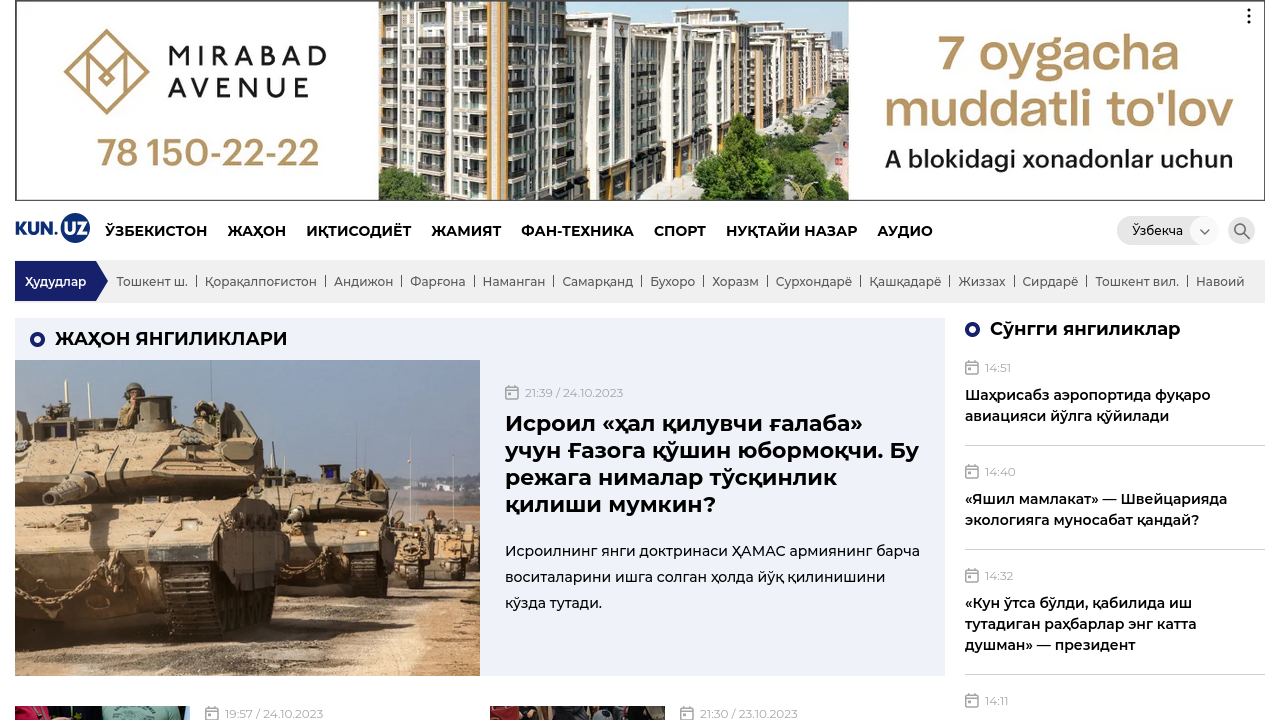 MIRABAD
AVENUE
78 150-22-22
7 oygacha
muddatli to'lov
A blokidagi xonadonlar uchun
KUN.UZ
ЎЗБЕКИСТОН ЖАҲОН ИҚТИСОДИЁТ ЖАМИЯТ ФАН-ТЕХНИКА СПОРТ НУҚТАЙИ НАЗАР АУДИО
Ўзбекча
Ҳудудлар
Тошкент ш. | Қорақалпоғистон | Андижон | Фарғона | Наманган | Самарқанд | Бухоро | Хоразм | Сурхондарё | Қашқадарё | Жиззах | Сирдарё | Тошкент вил. | Навоий
ЖАҲОН ЯНГИЛИКЛАРИ
21:39 / 24.10.2023
Исроил «ҳал қилувчи ғалаба»
учун Ғазога қўшин юбормоқчи. Бу
режага нималар тўсқинлик
қилиши мумкин?
Исроилнинг янги доктринаси ҲАМАС армиянинг барча
воситаларини ишга солган ҳолда йўқ қилинишини
кўзда тутади.
19:57 / 24.10.2023
21:30 / 23.10.2023
Сўнгги янгиликлар
14:51
Шаҳрисабз аэропортида фуқаро
авиацияси йўлга қўйилади
14:40
«Яшил мамлакат» — Швейцарияда
экологияга муносабат қандай?
14:32
«Кун ўтса бўлди, қабилида иш
тутадиган раҳбарлар энг катта
душман» — президент
14:11